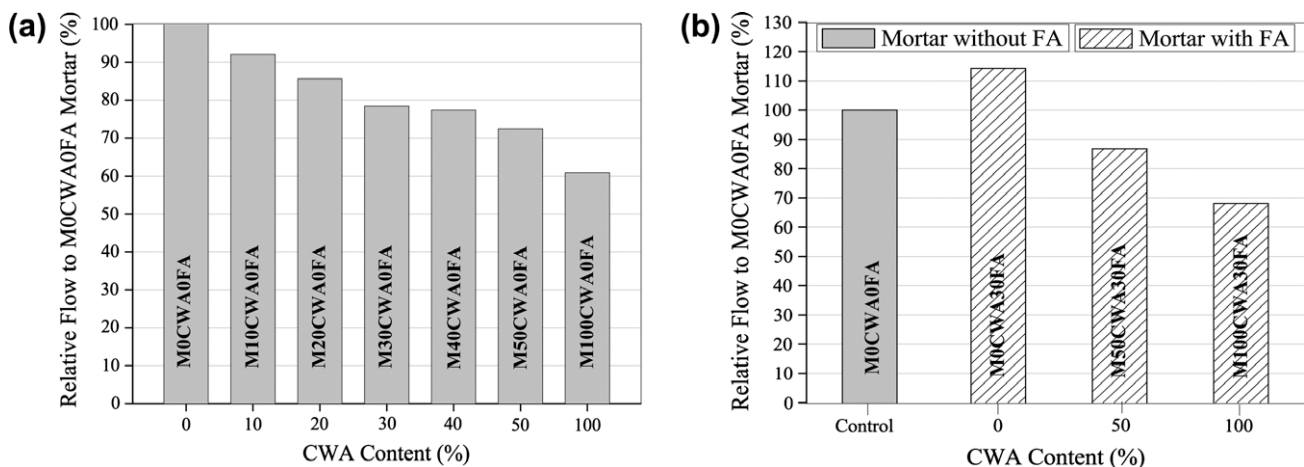 (a)
Relative Flow to M0CWA0FA Mortar (%)
100
90
80
70
60
50
40
30
20
10
0
M0CWA0FA
M10CWA0FA
M20CWA0FA
M30CWA0FA
M40CWA0FA
M50CWA0FA
M100CWA0FA
0 10 20 30 40 50 100
CWA Content (%)
(b)
Relative Flow to M0CWA0FA Mortar (%)
130
120
110
100
90
80
70
60
50
40
30
20
10
0
Mortar without FA
Mortar with FA
M0CWA0FA
M0CWA30FA
M50CWA30FA
M100CWA30FA
Control 0 50 100
CWA Content (%)